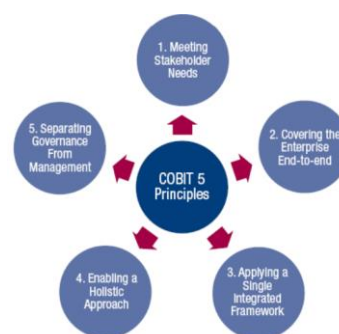 1. Meeting
Stakeholder
Needs
2. Covering the
Enterprise
End-to-end
3. Applying a
Single
Integrated
Framework
4. Enabling a
Holistic
Approach
5. Separating
Governance
From
Management
COBIT 5
Principles